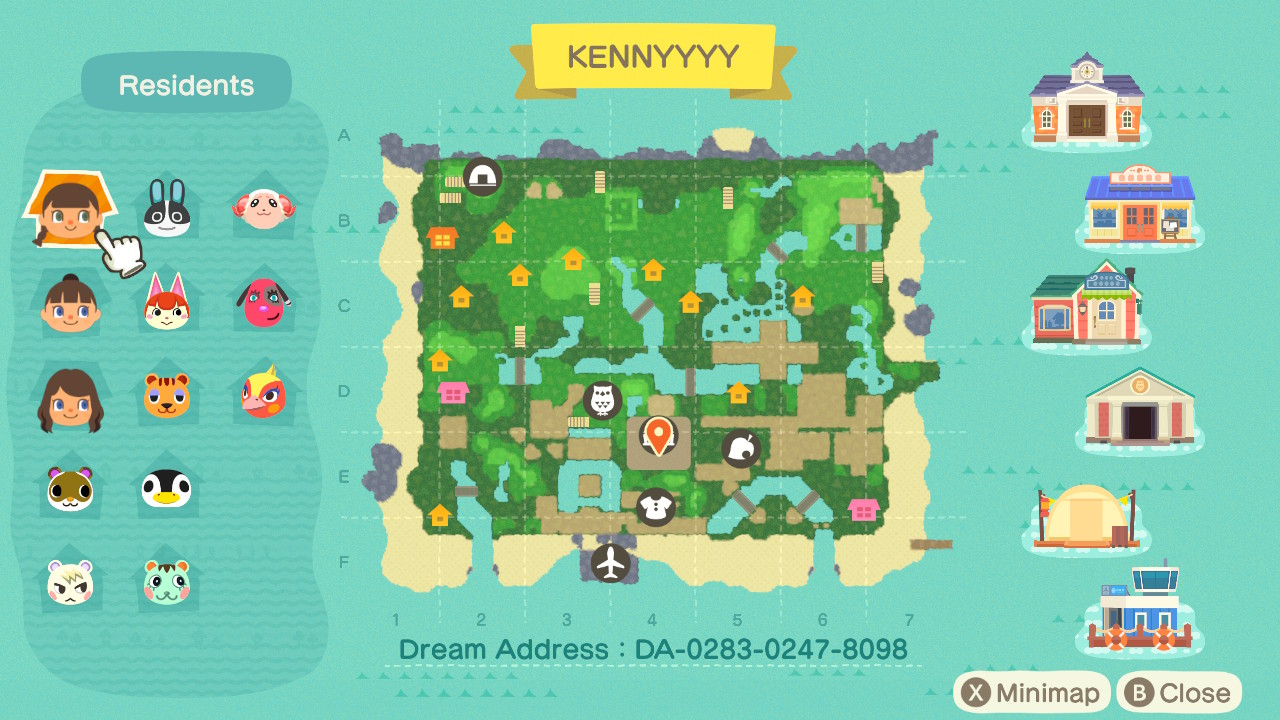 KENNYYYY
Residents
A
B
C
D
E
F
1 2 3 4 5 6 7
Dream Address : DA-0283-0247-8098
X Minimap B Close